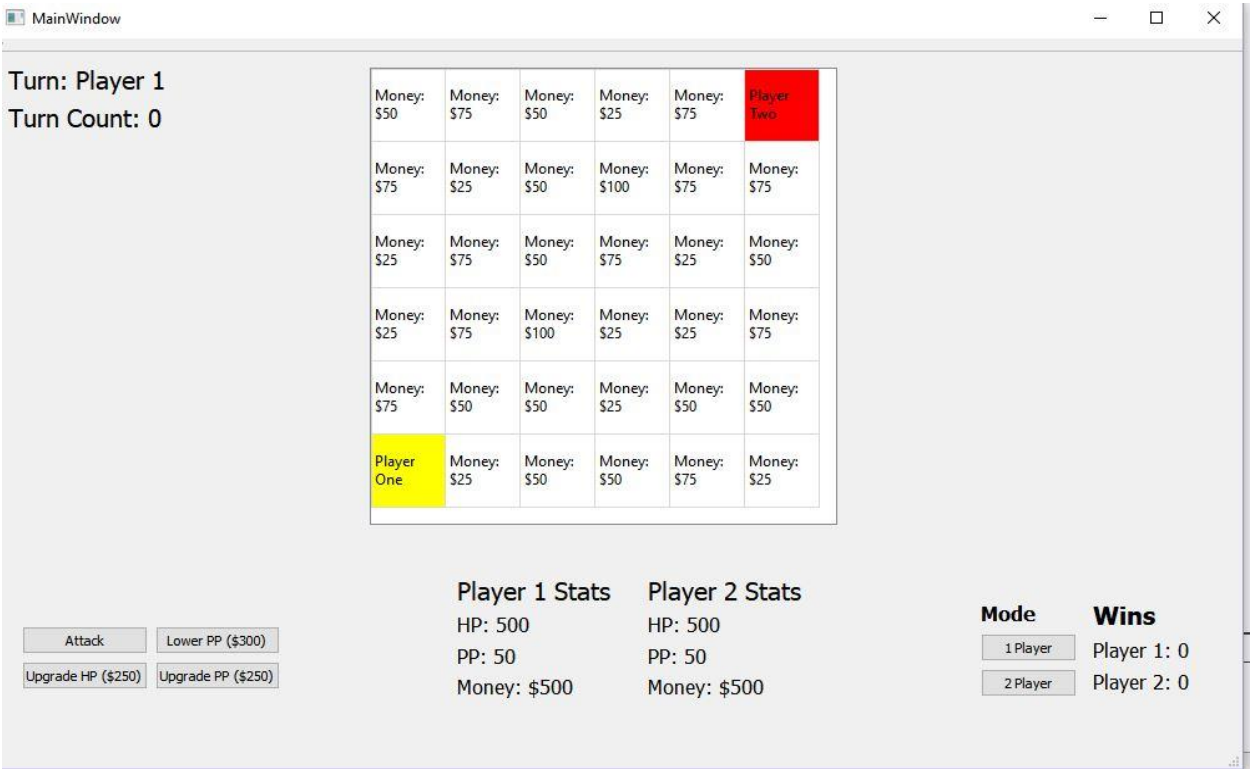 MainWindow
Turn: Player 1
Turn Count: 0
Money: Money: Money: Money: Money: Player
$50 $75 $50 $25 $75 Two
Money: Money: Money: Money: Money: Money:
$75 $25 $50 $100 $75 $75
Money: Money: Money: Money: Money: Money:
$25 $75 $50 $75 $25 $50
Money: Money: Money: Money: Money: Money:
$25 $75 $100 $25 $25 $75
Money: Money: Money: Money: Money: Money:
$75 $50 $50 $25 $50 $50
Player Money: Money: Money: Money: Money:
One $25 $50 $50 $75 $25
Attack Lower PP ($300)
Upgrade HP ($250) Upgrade PP ($250)
Player 1 Stats
HP: 500
PP: 50
Money: $500
Player 2 Stats
HP: 500
PP: 50
Money: $500
Mode
1 Player
2 Player
Wins
Player 1: 0
Player 2: 0